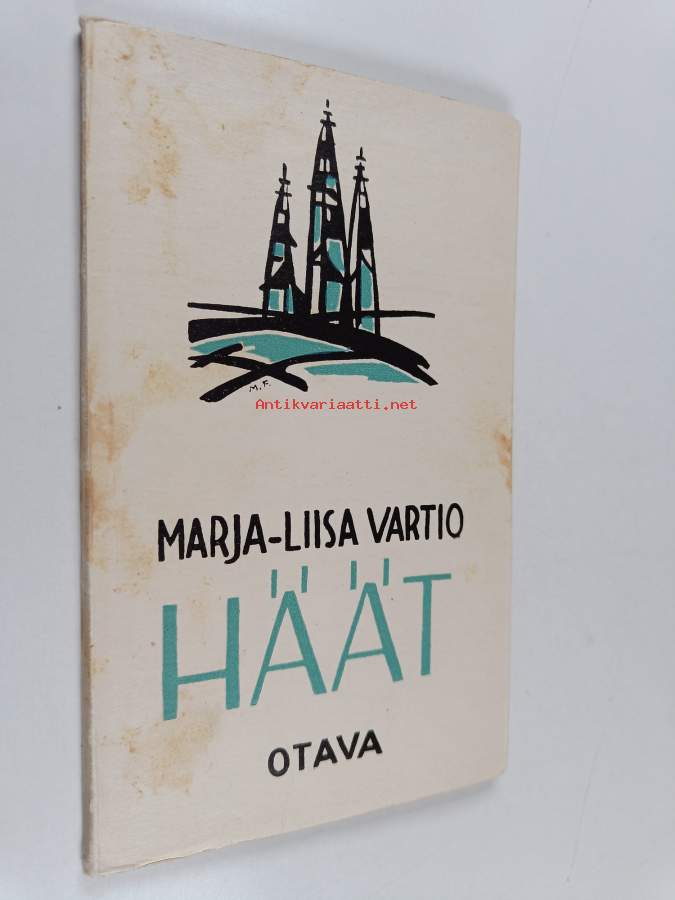 M.F.
Antikvariaatti.net
MARJA-LIISA VARTIO
HÄÄT
OTAVA